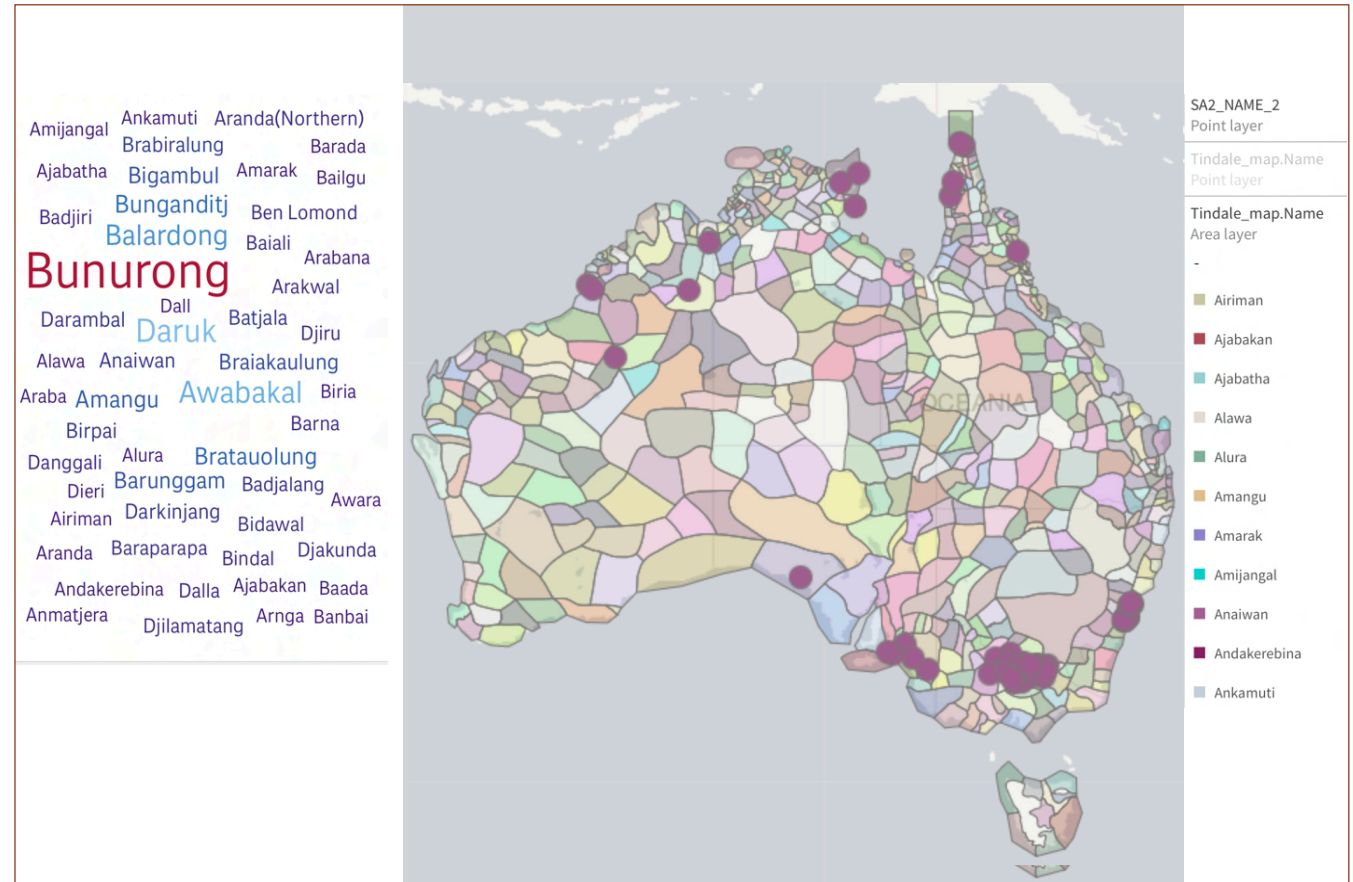 Ankamuti Aranda(Northern)
Amijangal
Brabiralung Barada
Ajabatha Bigambul Amarak Bailgu
Bunganditj Ben Lomond
Badjiri
Balardong Baiali
Arabana
Bunurong Arakwal
Dall
Darambal Daruk Batjala Djiru
Alawa Anaiwan Braiakaulung
Araba Amangu Awabakal Biria
Birpai Barna
Danggali Alura Bratauolung
Dieri Barunggam Badjalang Awara
Airiman Darkinjang Bidawal
Aranda Baraparapa Bindal Djakunda
Andakerebina Dalla Ajabakan Baada
Anmatjera Djilamatang Arnga Banbai
OCEANIA
SA2_NAME_2
Point layer
Tindale_map.Name
Point layer
Tindale_map.Name
Area layer
-
Airiman
Ajabakan
Ajabatha
Alawa
Alura
Amangu
Amarak
Amijangal
Anaiwan
Andakerebina
Ankamuti